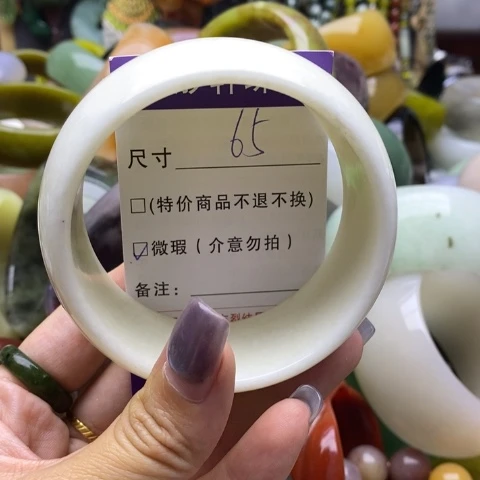 尺寸 65
□(特价商品不退不换)
☑微瑕（介意勿拍）
备注：